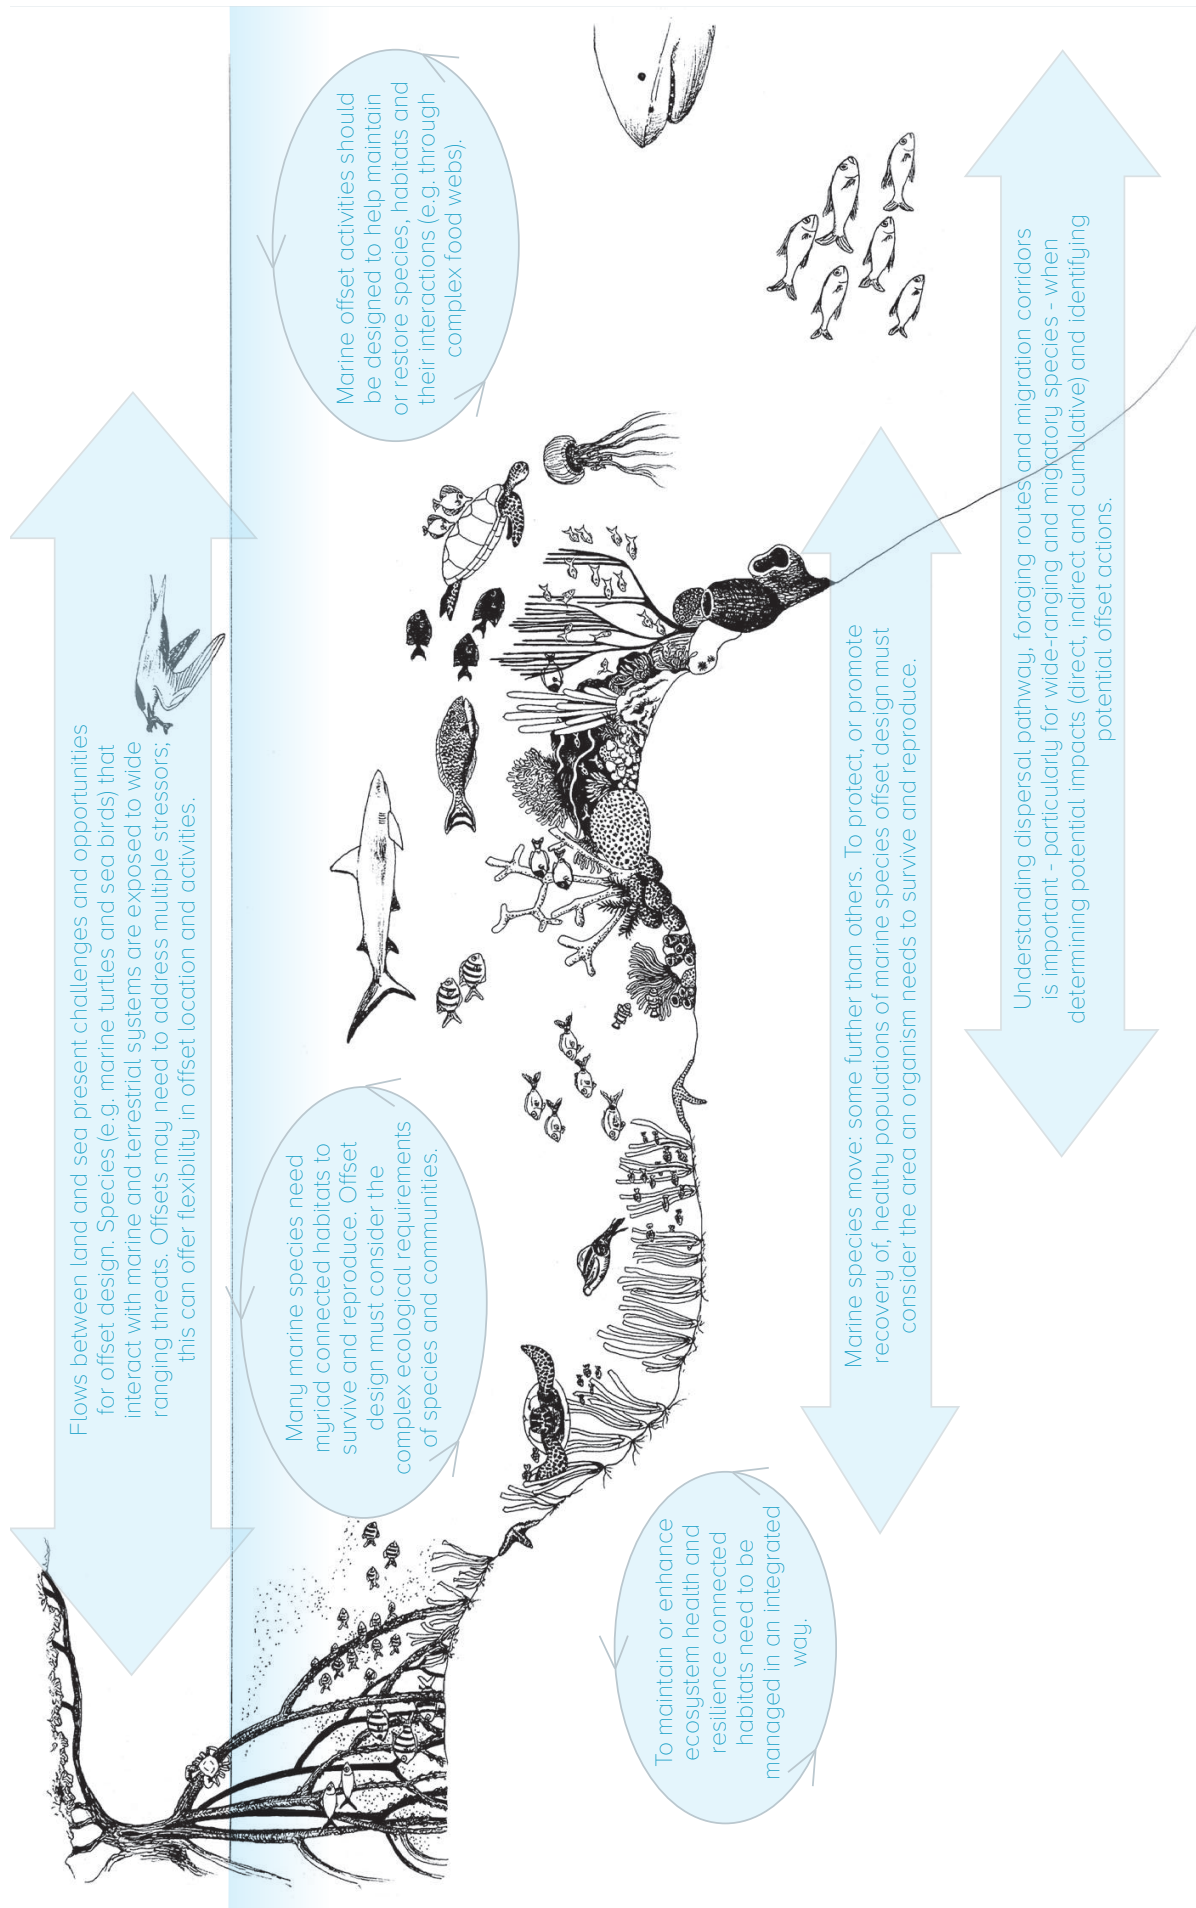 Flows between land and sea present challenges and opportunities
for offset design. Species (e.g. marine turtles and sea birds) that
interact with marine and terrestrial systems are exposed to wide
ranging threats. Offsets may need to address multiple stressors;
this can offer flexibility in offset location and activities.
Many marine species need
myriad connected habitats to
survive and reproduce. Offset
design must consider the
complex ecological requirements
of species and communities.
Marine offset activities should
be designed to help maintain
or restore species, habitats and
their interactions (e.g. through
complex food webs).
To maintain or enhance
ecosystem health and
resilience connected
habitats need to be
managed in an integrated
way.
Marine species move: some further than others. To protect, or promote
recovery of, healthy populations of marine species offset design must
consider the area an organism needs to survive and reproduce.
Understanding dispersal pathway, foraging routes and migration corridors
is important - particularly for wide-ranging and migratory species - when
determining potential impacts (direct, indirect and cumulative) and identifying
potential offset actions.